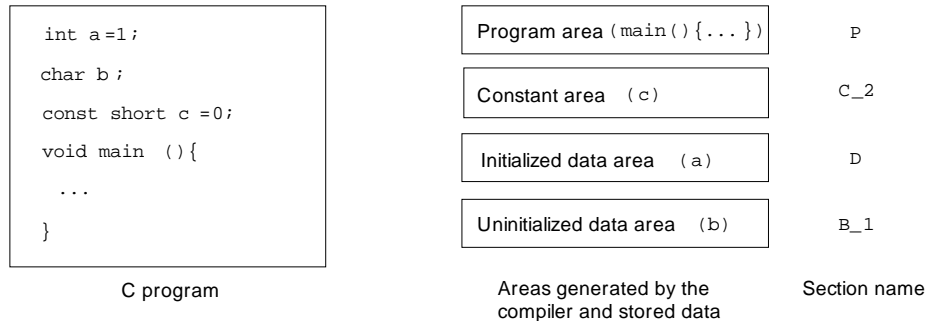 int a =1;
char b ;
const short c =0;
void main () {
...
}
C program
Program area (main() {... })
Constant area (c)
Initialized data area (a)
Uninitialized data area (b)
Areas generated by the
compiler and stored data
P
C_2
D
B_1
Section name